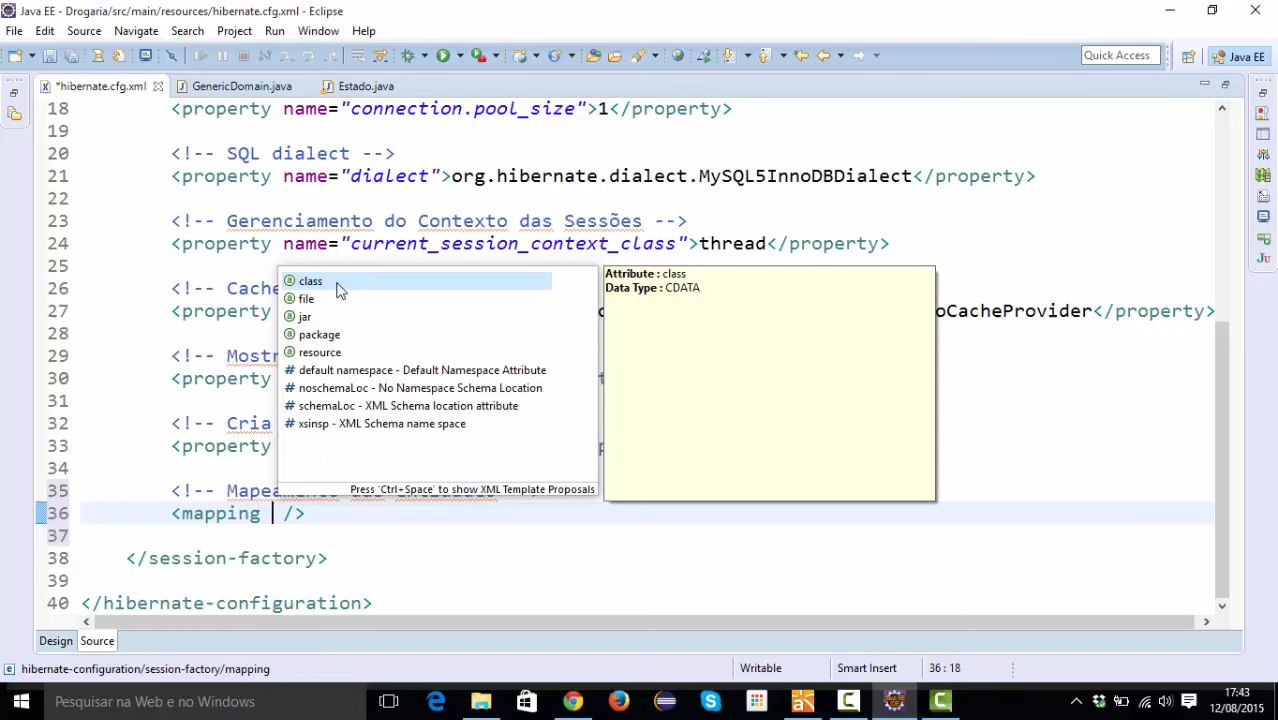 Java EE - Drogaria/src/main/resources/hibernate.cfg.xml - Eclipse
File Edit Source Navigate Search Project Run Window Help
Quick Access Java EE
*hibernate.cfg.xml GenericDomain.java Estado.java
18 <property name="connection.pool_size">1</property>
19
20 <!-- SQL dialect -->
21 <property name="dialect">org.hibernate.dialect.MySQL5InnoDBDialect</property>
22
23 <!-- Gerenciamento do Contexto das Sessões -->
24 <property name="current_session_context_class">thread</property>
25
26 <!-- Cache
27 <property oCacheProvider</property>
28
29 <!-- Most
30 <property
31
32 <!-- Cria
33 <property
34
35 <!-- Mapeamento
36 <mapping />
37
38 </session-factory>
39
40 </hibernate-configuration>
class
file
jar
package
resource
# default namespace - Default Namespace Attribute
# noschemaLoc - No Namespace Schema Location
# schemaLoc - XML Schema location attribute
# xsinsp - XML Schema name space
Press 'Ctrl+Space' to show XML Template Proposals
Attribute : class
Data Type : CDATA
Design Source
hibernate-configuration/session-factory/mapping Writable Smart Insert 36 : 18
Pesquisar na Web e no Windows
17:43
12/08/2015